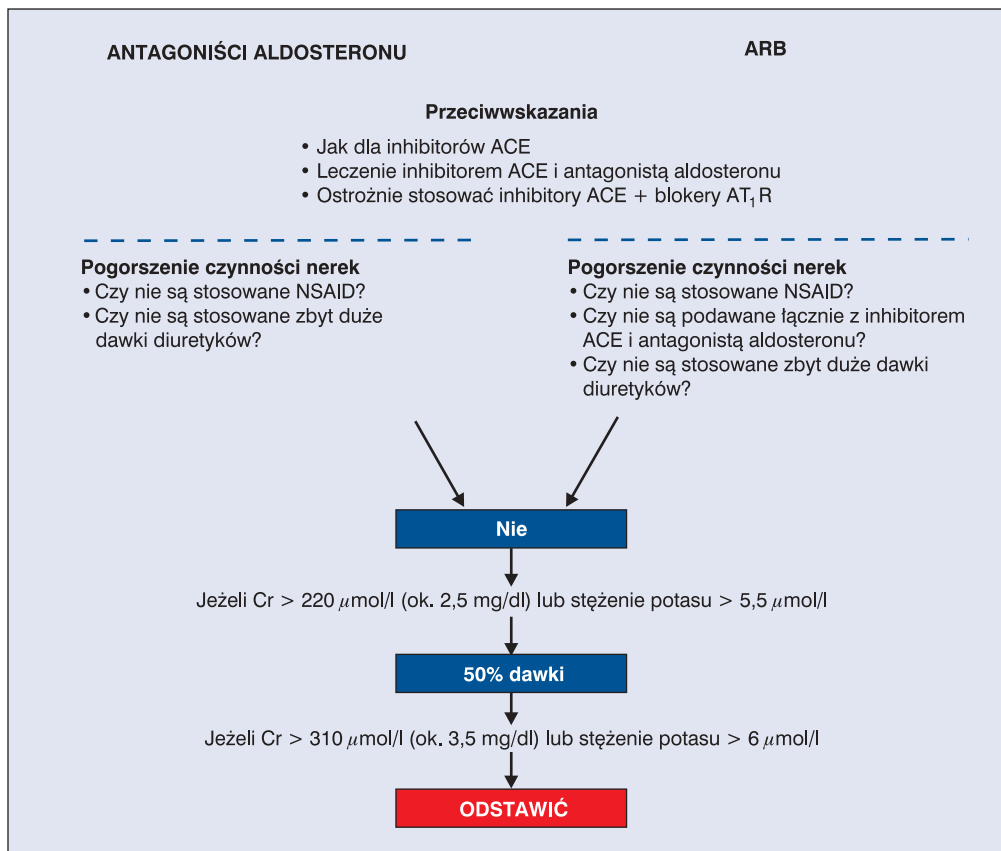 ANTAGONIŚCI ALDOSTERONU
ARB
Przeciwwskazania
• Jak dla inhibitorów ACE
• Leczenie inhibitorem ACE i antagonistą aldosteronu
• Ostrożnie stosować inhibitory ACE + blokery AT₁R
Pogorszenie czynności nerek
• Czy nie są stosowane NSAID?
• Czy nie są stosowane zbyt duże
dawki diuretyków?
Pogorszenie czynności nerek
• Czy nie są stosowane NSAID?
• Czy nie są podawane łącznie z inhibitorem
ACE i antagonistą aldosteronu?
• Czy nie są stosowane zbyt duże dawki
diuretyków?
Nie
Jeżeli Cr > 220 μmol/l (ok. 2,5 mg/dl) lub stężenie potasu > 5,5 μmol/l
50% dawki
Jeżeli Cr > 310 μmol/l (ok. 3,5 mg/dl) lub stężenie potasu > 6 μmol/l
ODSTAWIĆ